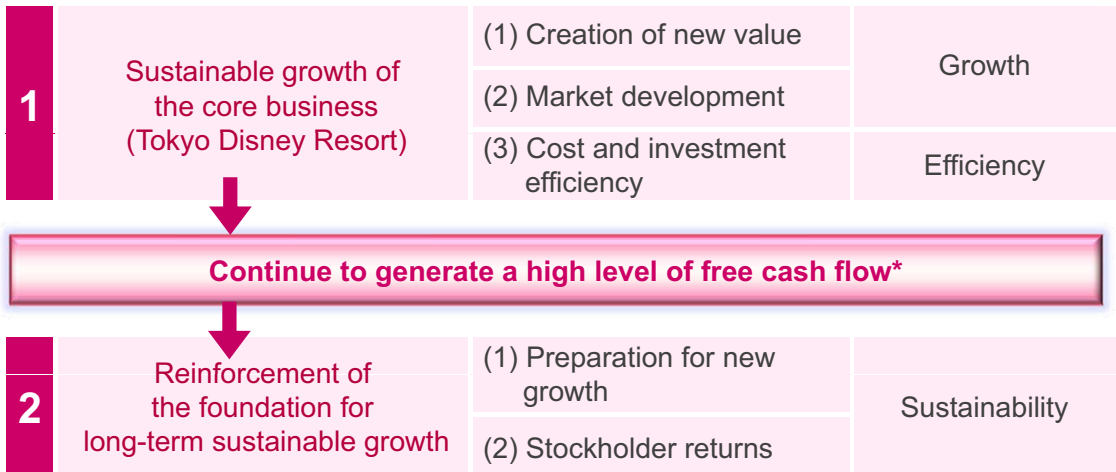 1
Sustainable growth of
the core business
(Tokyo Disney Resort)
(1) Creation of new value
(2) Market development
Growth
(3) Cost and investment
efficiency
Efficiency
Continue to generate a high level of free cash flow*
2
Reinforcement of
the foundation for
long-term sustainable growth
(1) Preparation for new
growth
(2) Stockholder returns
Sustainability